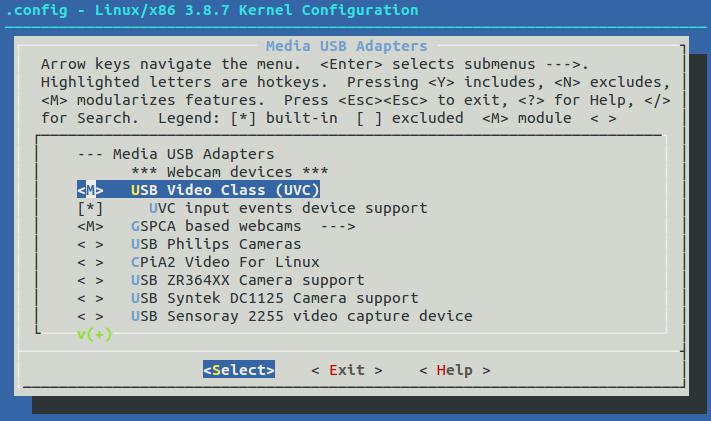 .config - Linux/x86 3.8.7 Kernel Configuration
Media USB Adapters
Arrow keys navigate the menu.  <Enter> selects submenus --->.
Highlighted letters are hotkeys.  Pressing <Y> includes, <N> excludes,
<M> modularizes features.  Press <Esc><Esc> to exit, <?> for Help, </>
for Search.  Legend: [*] built-in  [ ] excluded  <M> module  < >
--- Media USB Adapters
*** Webcam devices ***
<M>   USB Video Class (UVC)
[*]     UVC input events device support
<M>   GSPCA based webcams  --->
< >   USB Philips Cameras
< >   CPiA2 Video For Linux
< >   USB ZR364XX Camera support
< >   USB Syntek DC1125 Camera support
< >   USB Sensoray 2255 video capture device
v(+)
<Select>    < Exit >    < Help >